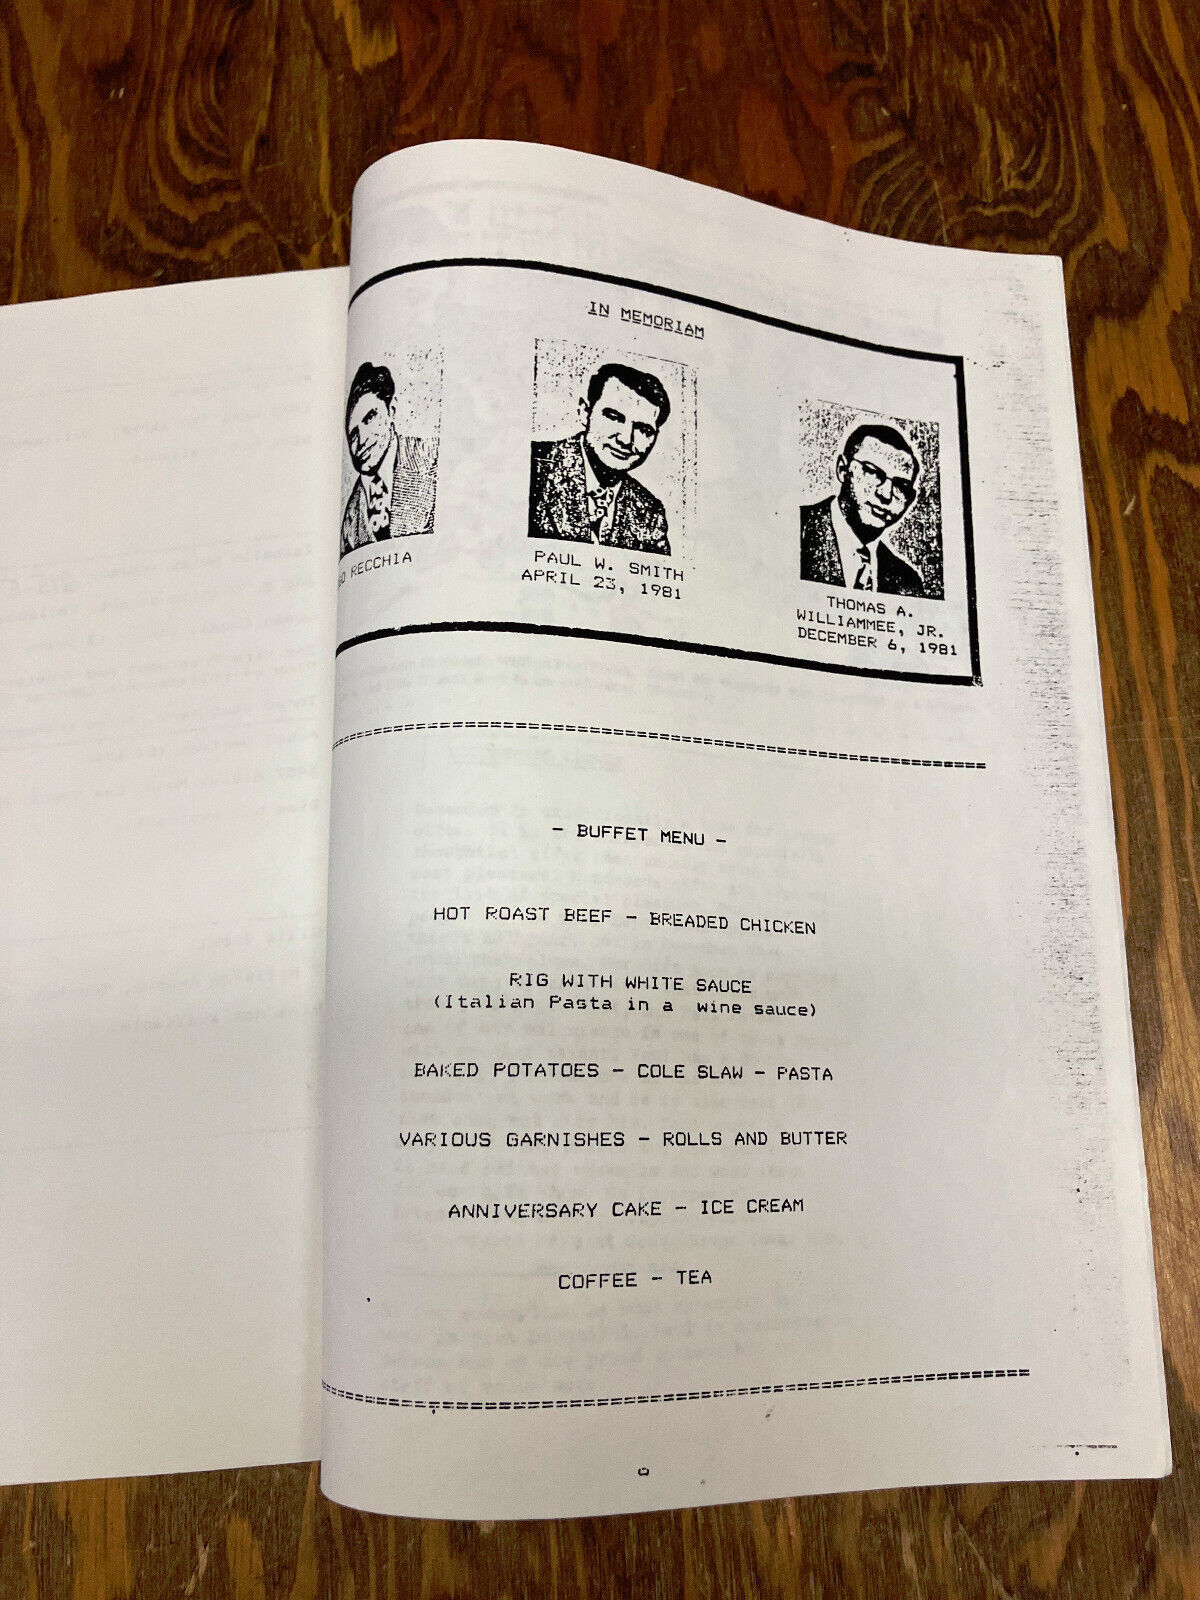 IN MEMORIAM
RECCHIA
PAUL W. SMITH
APRIL 23, 1981
THOMAS A.
WILLIAMMEE, JR.
DECEMBER 6, 1981
- BUFFET MENU -
HOT ROAST BEEF - BREADED CHICKEN
RIG WITH WHITE SAUCE
(Italian Pasta in a wine sauce)
BAKED POTATOES - COLE SLAW - PASTA
VARIOUS GARNISHES - ROLLS AND BUTTER
ANNIVERSARY CAKE - ICE CREAM
COFFEE - TEA